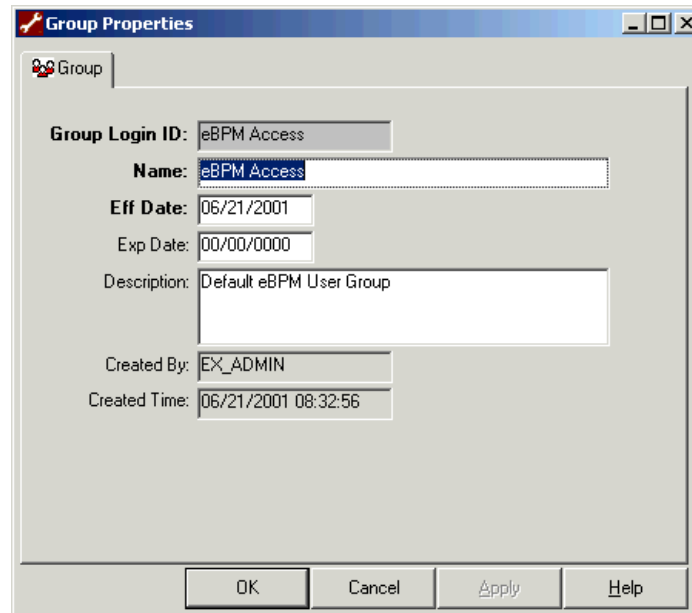 Group Properties
Group
Group Login ID: eBPM Access
Name: eBPM Access
Eff Date: 06/21/2001
Exp Date: 00/00/0000
Description: Default eBPM User Group
Created By: EX_ADMIN
Created Time: 06/21/2001 08:32:56
OK Cancel Apply Help